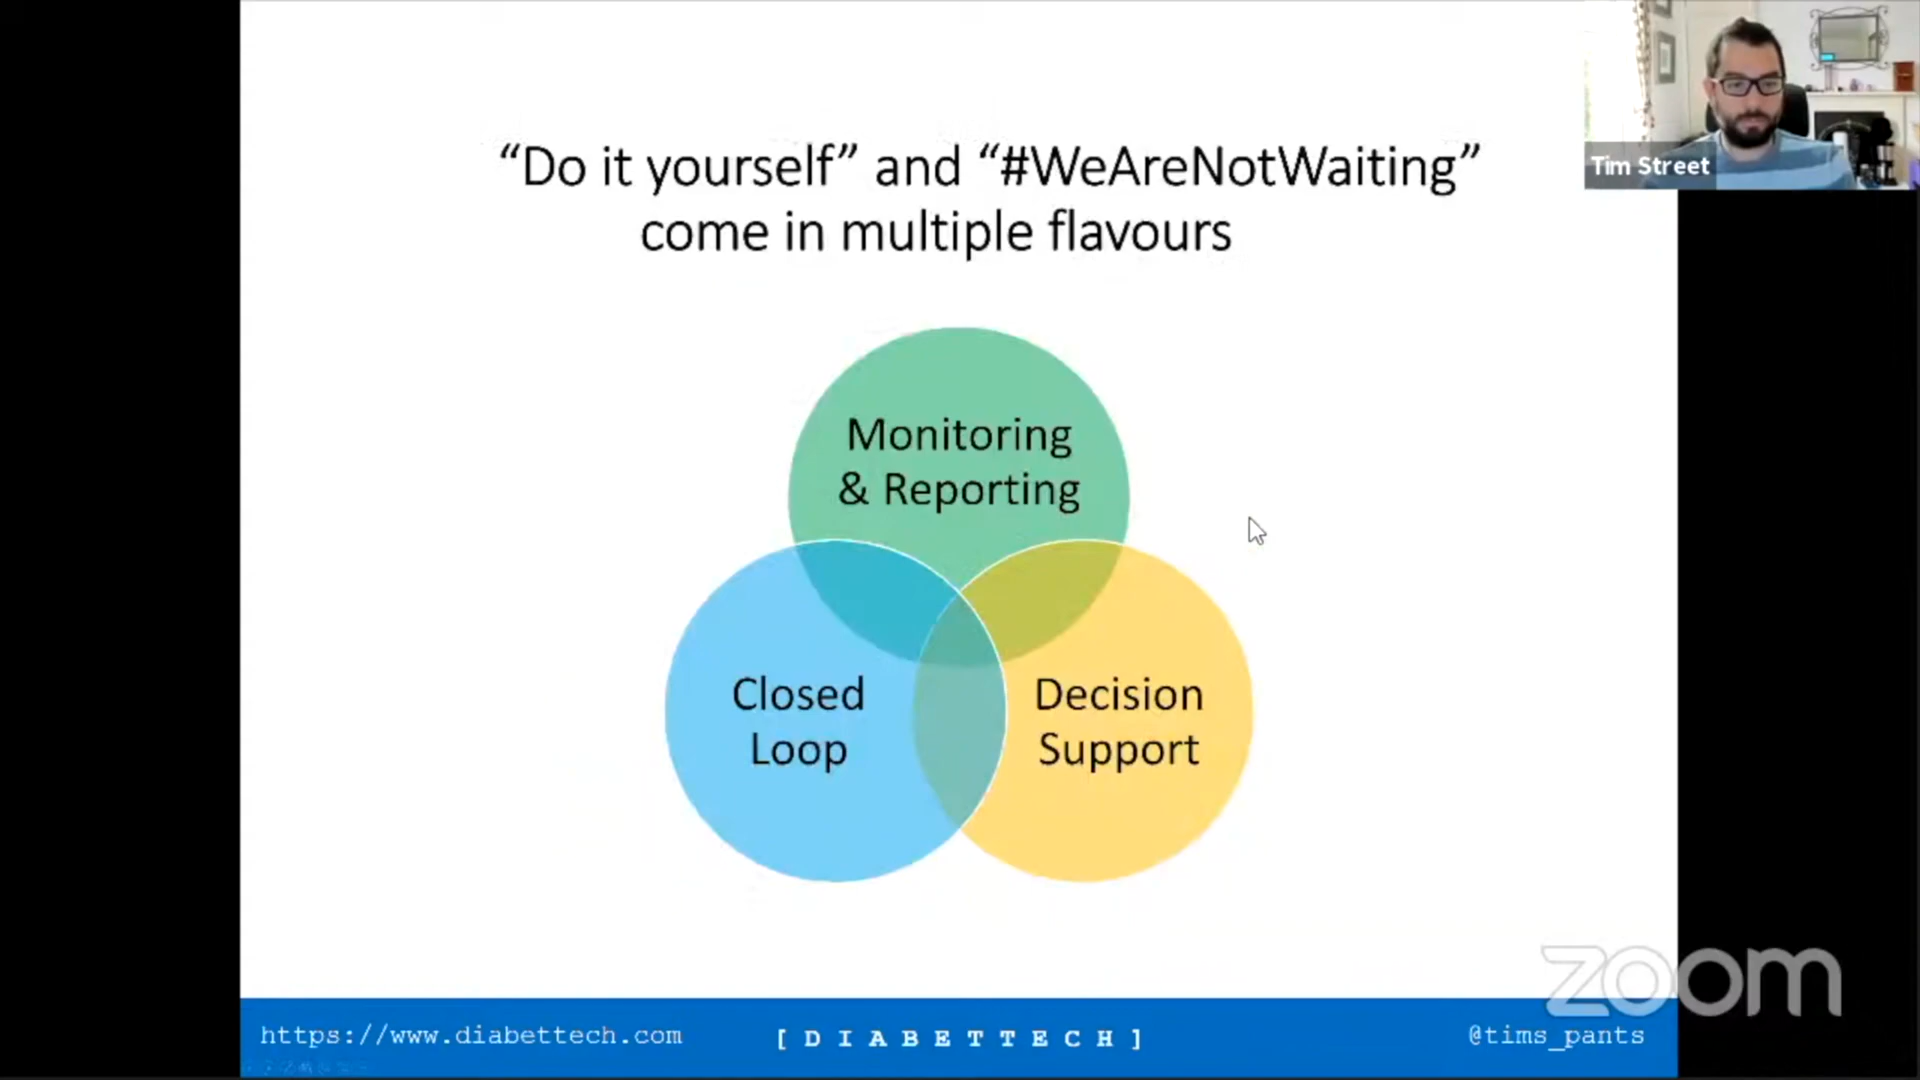 “Do it yourself” and “#WeAreNotWaiting”
come in multiple flavours
Tim Street
Monitoring
& Reporting
Closed
Loop
Decision
Support
zoom
https://www.diabettech.com
[DIABETTECH]
@tims_pants